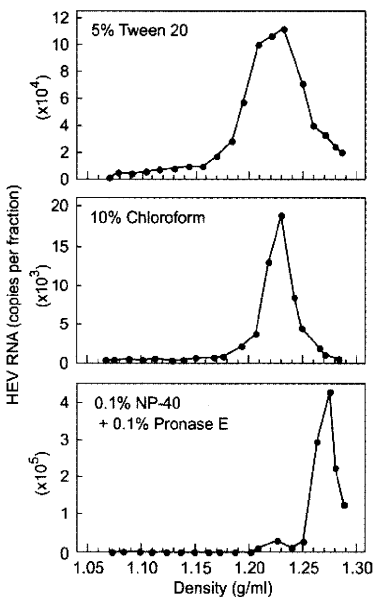 12
5% Tween 20
10
8
6
4
2
0
(x10⁴)
20
10% Chloroform
15
10
5
0
(x10³)
HEV RNA (copies per fraction)
0.1% NP-40
+ 0.1% Pronase E
4
3
2
1
0
(x10⁵)
1.05 1.10 1.15 1.20 1.25 1.30
Density (g/ml)